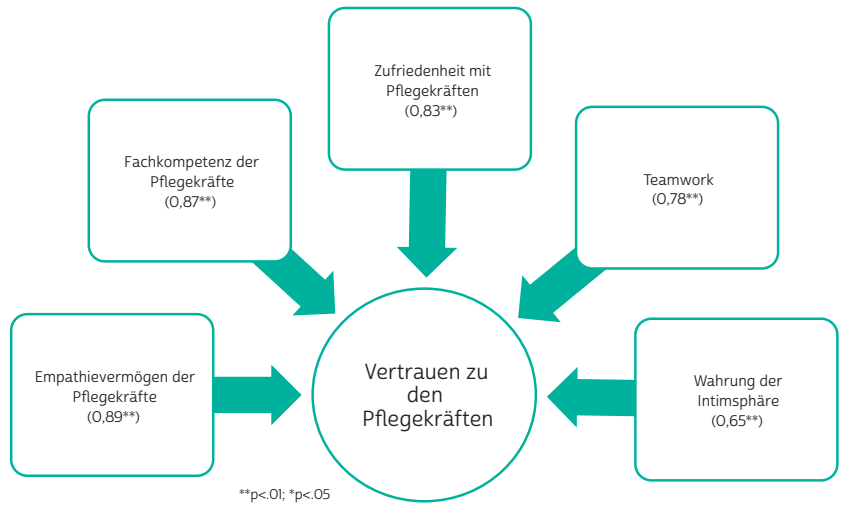 Zufriedenheit mit
Pflegekräften
(0,83**)
Fachkompetenz der
Pflegekräfte
(0,87**)
Teamwork
(0,78**)
Empathievermögen der
Pflegekräfte
(0,89**)
Vertrauen zu
den
Pflegekräften
Wahrung der
Intimsphäre
(0,65**)
**p<.01; *p<.05